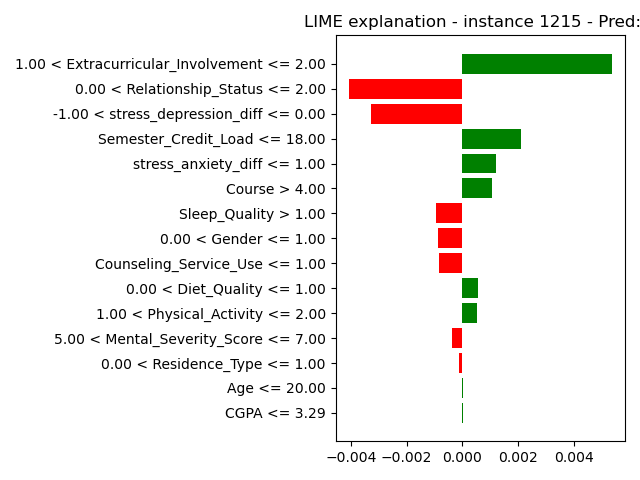 LIME explanation - instance 1215 - Pred:
1.00 < Extracurricular_Involvement <= 2.00
0.00 < Relationship_Status <= 2.00
-1.00 < stress_depression_diff <= 0.00
Semester_Credit_Load <= 18.00
stress_anxiety_diff <= 1.00
Course > 4.00
Sleep_Quality > 1.00
0.00 < Gender <= 1.00
Counseling_Service_Use <= 1.00
0.00 < Diet_Quality <= 1.00
1.00 < Physical_Activity <= 2.00
5.00 < Mental_Severity_Score <= 7.00
0.00 < Residence_Type <= 1.00
Age <= 20.00
CGPA <= 3.29
−0.004 −0.002 0.000 0.002 0.004